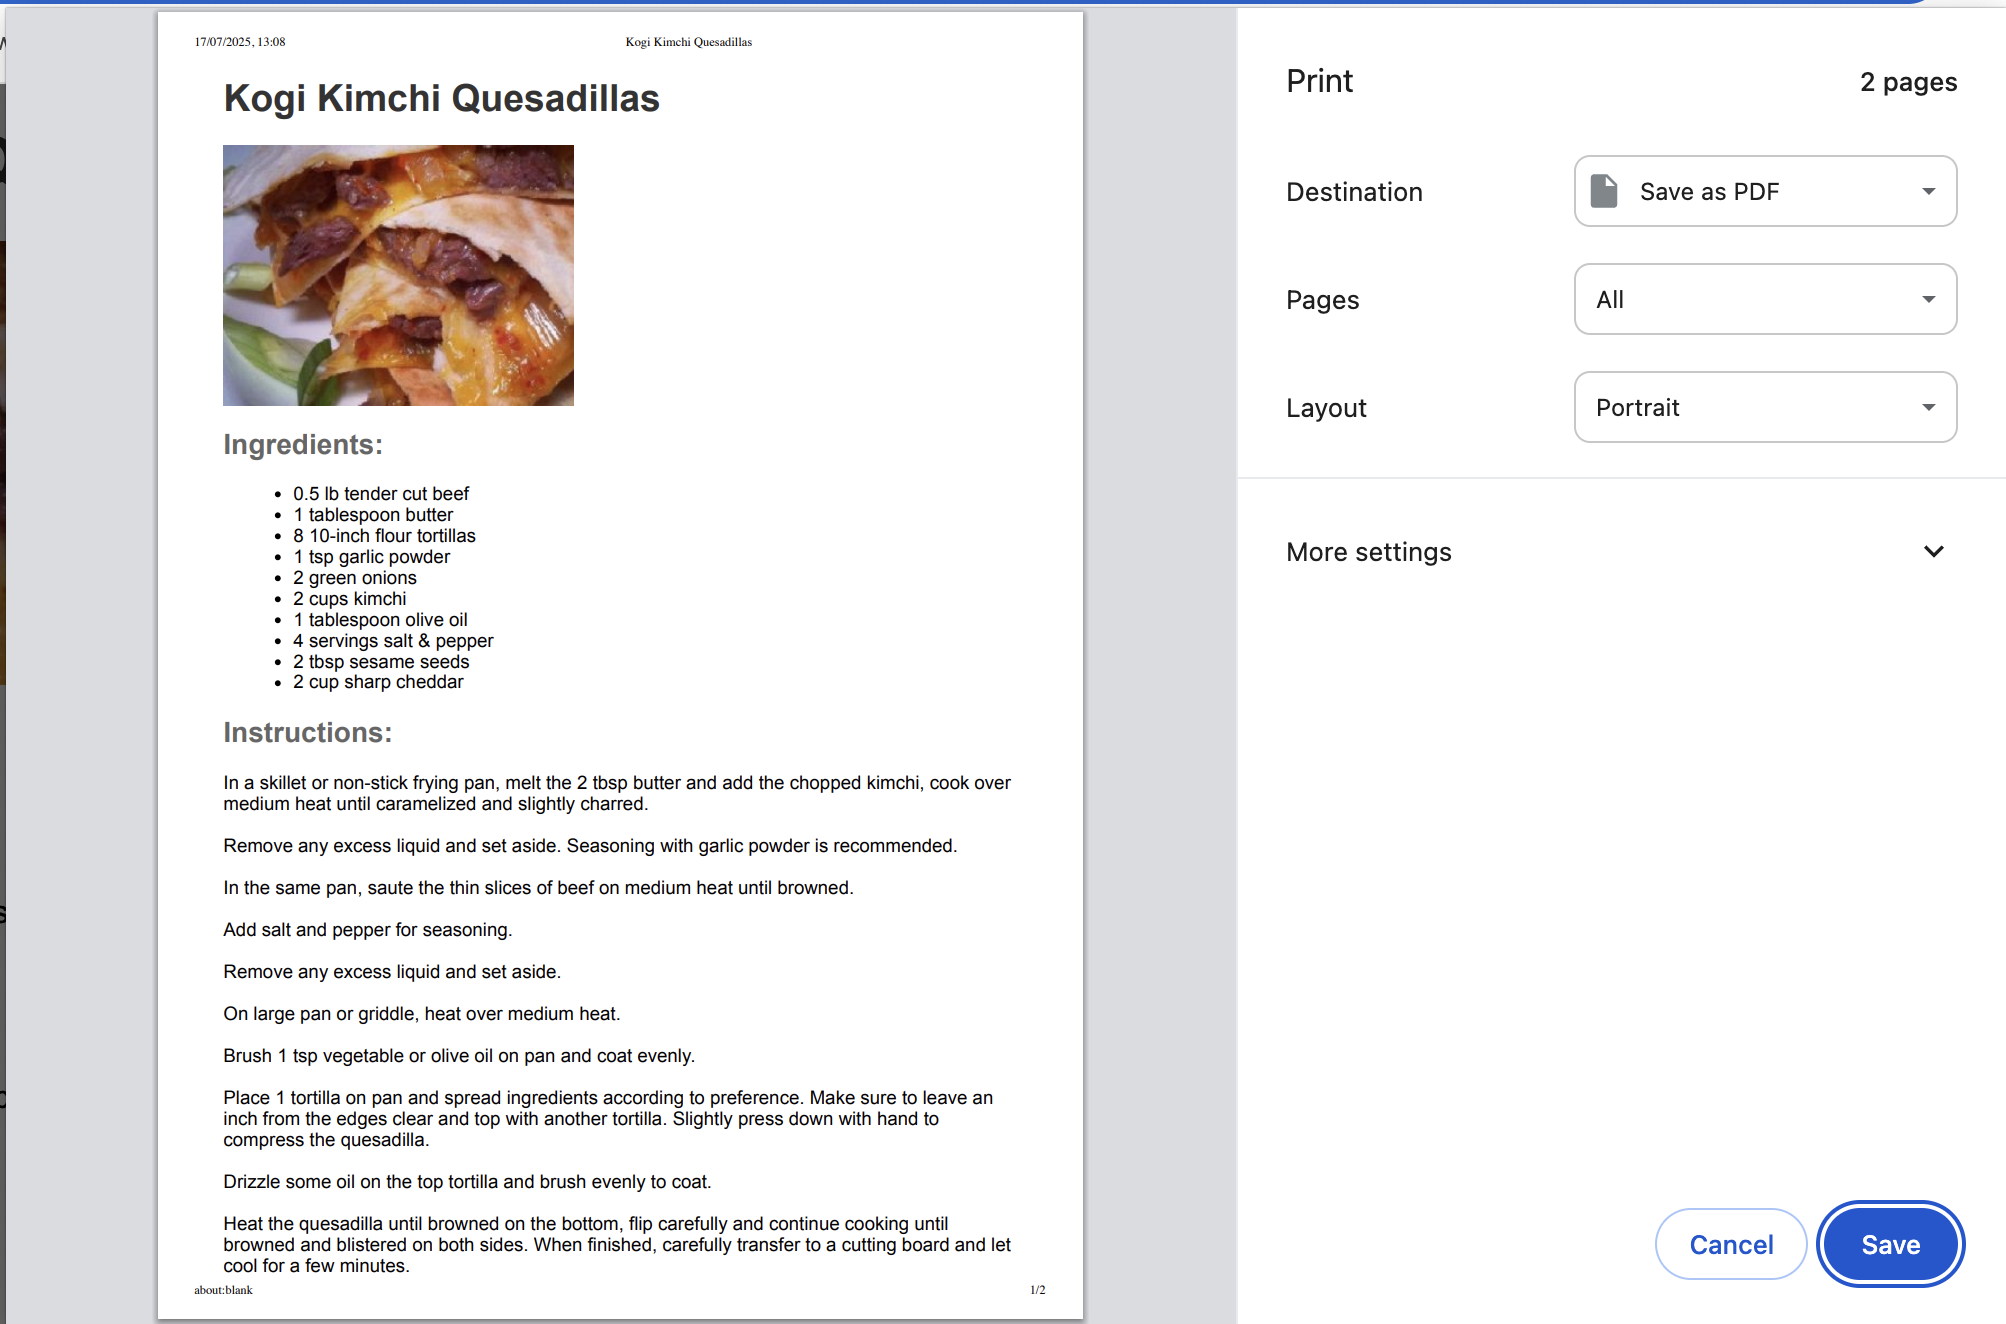 17/07/2025, 13:08
Kogi Kimchi Quesadillas
Kogi Kimchi Quesadillas
Ingredients:
• 0.5 lb tender cut beef
• 1 tablespoon butter
• 8 10-inch flour tortillas
• 1 tsp garlic powder
• 2 green onions
• 2 cups kimchi
• 1 tablespoon olive oil
• 4 servings salt & pepper
• 2 tbsp sesame seeds
• 2 cup sharp cheddar
Instructions:
In a skillet or non-stick frying pan, melt the 2 tbsp butter and add the chopped kimchi, cook over
medium heat until caramelized and slightly charred.
Remove any excess liquid and set aside. Seasoning with garlic powder is recommended.
In the same pan, saute the thin slices of beef on medium heat until browned.
Add salt and pepper for seasoning.
Remove any excess liquid and set aside.
On large pan or griddle, heat over medium heat.
Brush 1 tsp vegetable or olive oil on pan and coat evenly.
Place 1 tortilla on pan and spread ingredients according to preference. Make sure to leave an
inch from the edges clear and top with another tortilla. Slightly press down with hand to
compress the quesadilla.
Drizzle some oil on the top tortilla and brush evenly to coat.
Heat the quesadilla until browned on the bottom, flip carefully and continue cooking until
browned and blistered on both sides. When finished, carefully transfer to a cutting board and let
cool for a few minutes.
about:blank
1/2
Print
2 pages
Destination
Save as PDF
Pages
All
Layout
Portrait
More settings
Cancel
Save